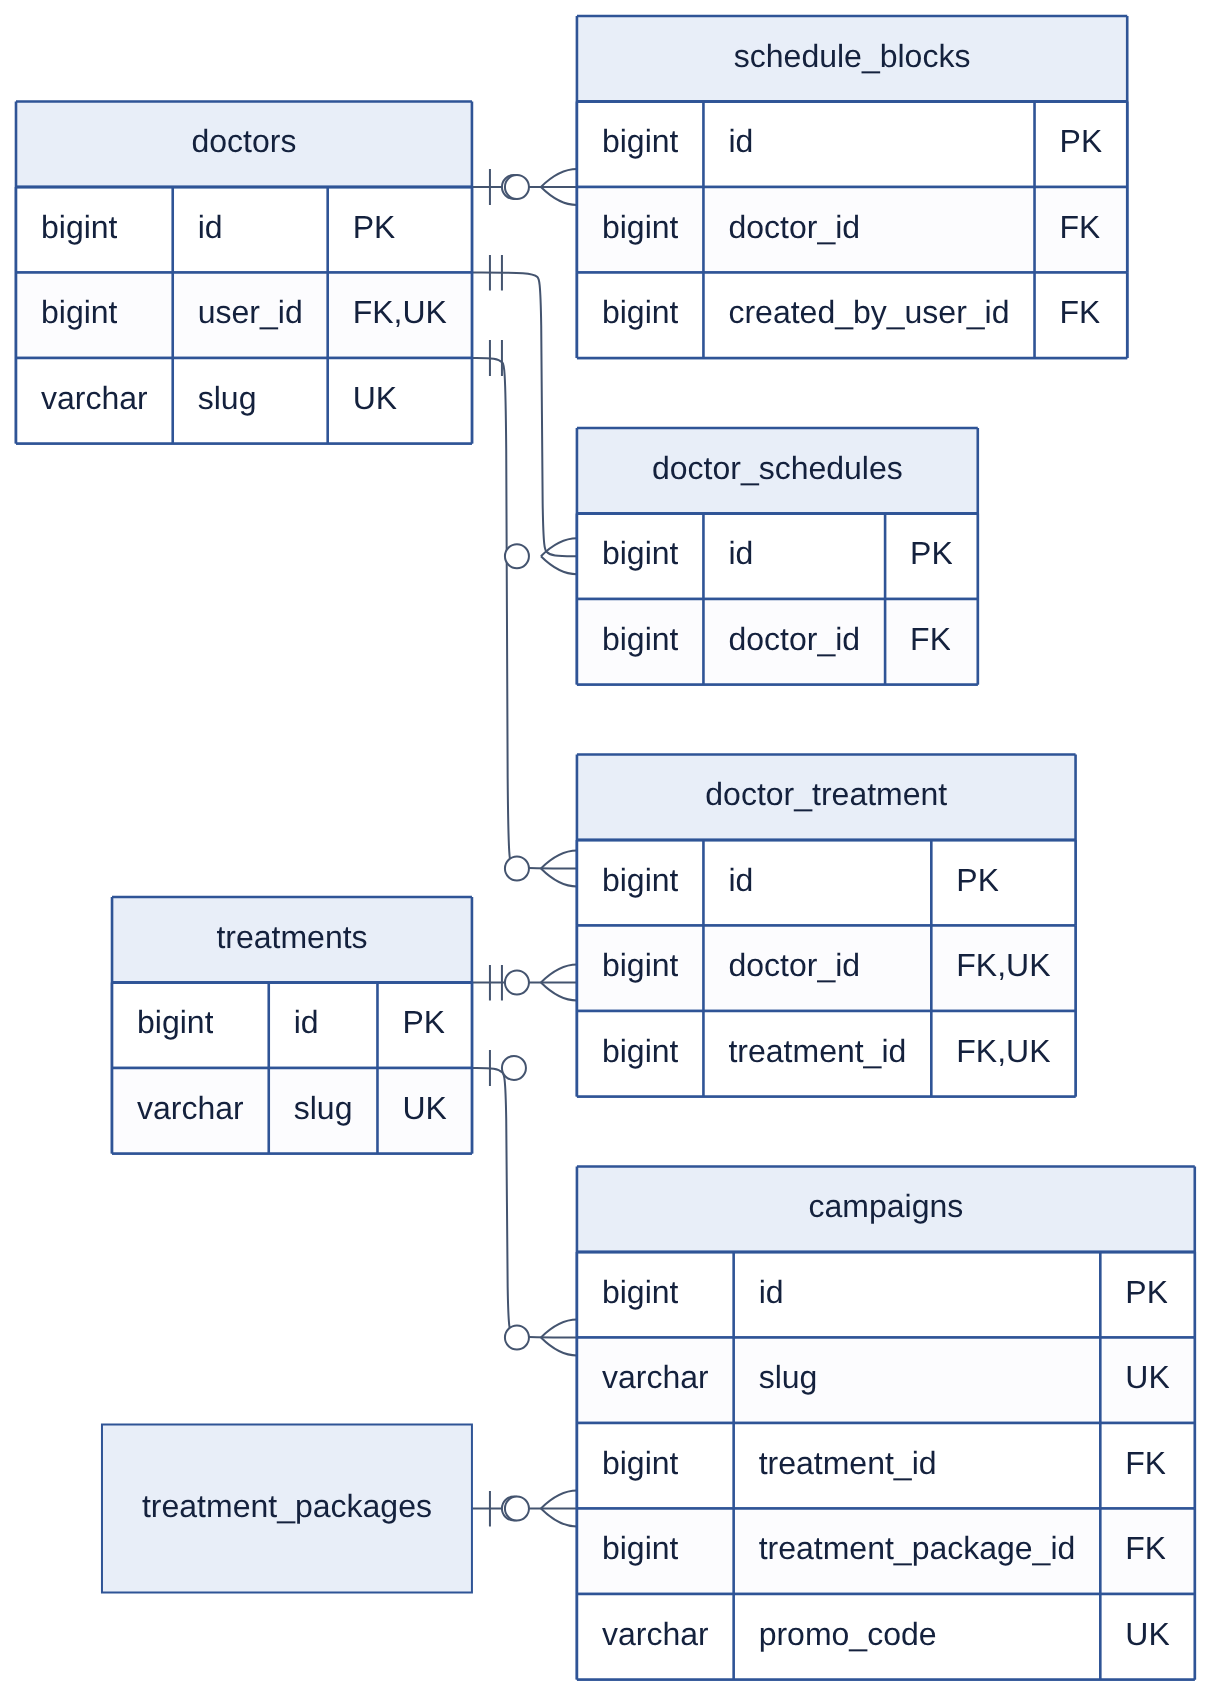 schedule_blocks
bigint id PK
bigint doctor_id FK
bigint created_by_user_id FK
doctors
bigint id PK
bigint user_id FK,UK
varchar slug UK
doctor_schedules
bigint id PK
bigint doctor_id FK
doctor_treatment
bigint id PK
bigint doctor_id FK,UK
bigint treatment_id FK,UK
treatments
bigint id PK
varchar slug UK
campaigns
bigint id PK
varchar slug UK
bigint treatment_id FK
bigint treatment_package_id FK
varchar promo_code UK
treatment_packages